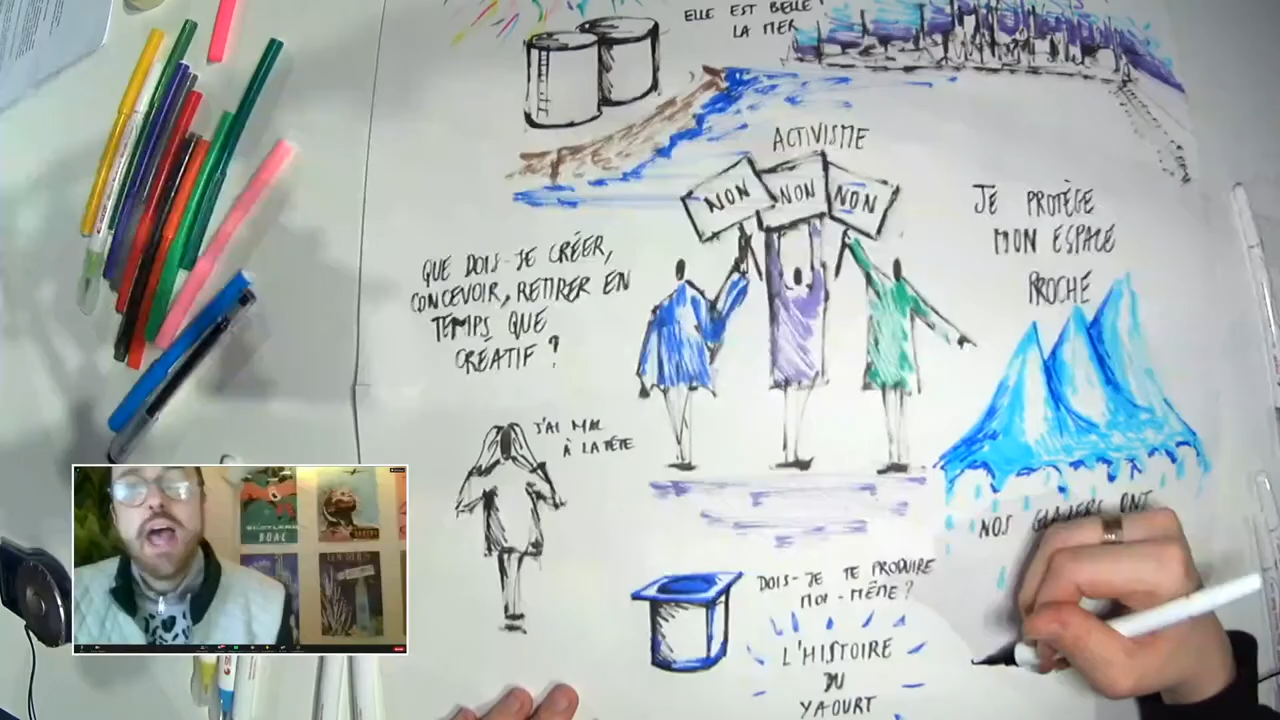 ELLE EST BELLE
LA MER
ACTIVISME
NON
NON
NON
JE PROTÈGE
MON ESPACE
PROCHE
QUE DOIS-JE CRÉER,
CONCEVOIR, RETIRER EN
TEMPS QUE
CRÉATIF ?
J'AI MAL
À LA TÊTE
NOS GLACIERS ONT
DOIS-JE TE PRODUIRE
MOI-MÊME ?
L'HISTOIRE
DU
YAOURT